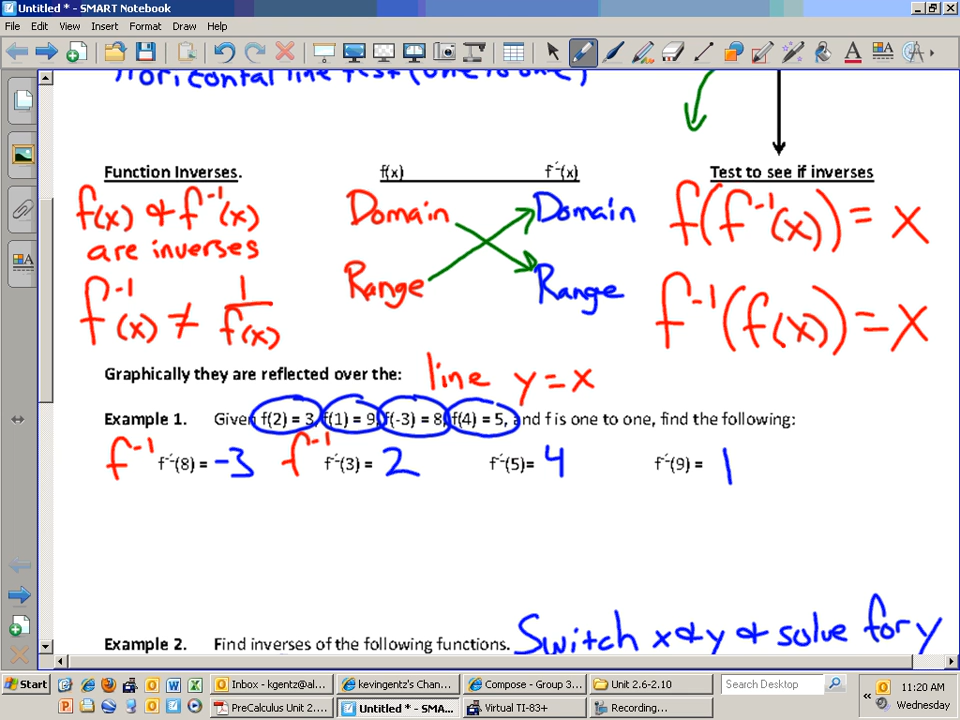 Untitled * - SMART Notebook
File Edit View Insert Format Draw Help
Horizontal line test (one to one)
Function Inverses. f(x) f⁻¹(x) Test to see if inverses
f(x) & f⁻¹(x) are inverses
f⁻¹(x) ≠ 1/f(x)
Domain Domain
Range Range
f(f⁻¹(x)) = x
f⁻¹(f(x)) = x
Graphically they are reflected over the: line y = x
Example 1. Given f(2) = 3, f(1) = 9, f(-3) = 8, f(4) = 5, and f is one to one, find the following:
f⁻¹ f⁻¹(8) = -3 f⁻¹ f⁻¹(3) = 2 f⁻¹(5)= 4 f⁻¹(9) = 1
Example 2. Find inverses of the following functions. Switch x & y & solve for y
Start Inbox - kgentz@al... kevingentz's Chan... Compose - Group 3... Unit 2.6-2.10 Search Desktop 11:20 AM
PreCalculus Unit 2.... Untitled * - SMA... Virtual TI-83+ Recording... Wednesday